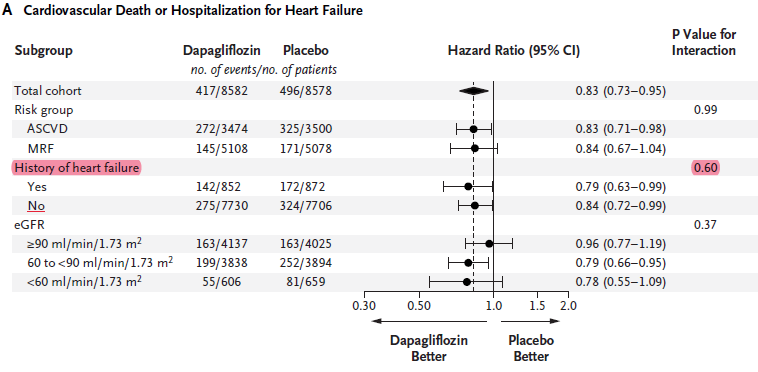 A Cardiovascular Death or Hospitalization for Heart Failure
Subgroup Dapagliflozin Placebo Hazard Ratio (95% CI) P Value for Interaction
no. of events/no. of patients
Total cohort 417/8582 496/8578 0.83 (0.73–0.95)
Risk group 0.99
ASCVD 272/3474 325/3500 0.83 (0.71–0.98)
MRF 145/5108 171/5078 0.84 (0.67–1.04)
History of heart failure 0.60
Yes 142/852 172/872 0.79 (0.63–0.99)
No 275/7730 324/7706 0.84 (0.72–0.99)
eGFR 0.37
≥90 ml/min/1.73 m² 163/4137 163/4025 0.96 (0.77–1.19)
60 to <90 ml/min/1.73 m² 199/3838 252/3894 0.79 (0.66–0.95)
<60 ml/min/1.73 m² 55/606 81/659 0.78 (0.55–1.09)
0.30 0.50 1.0 1.5 2.0
Dapagliflozin Better Placebo Better